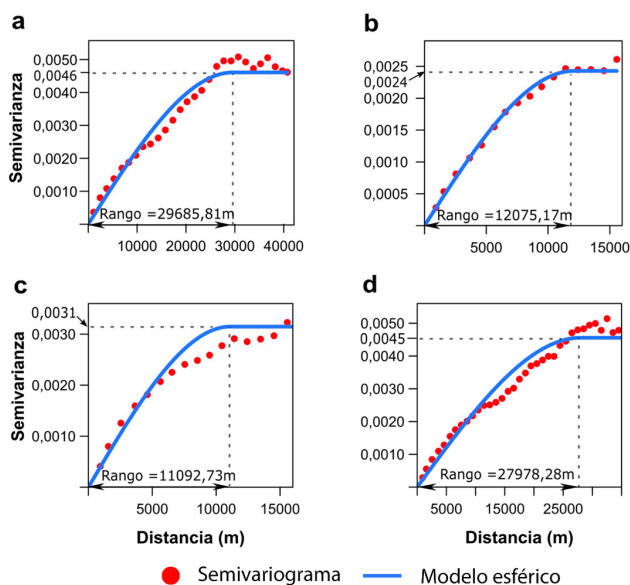 a
0,0050
0,0046
0,0040
0,0030
0,0020
0,0010
Semivarianza
Rango =29685,81m
10000 20000 30000 40000
b
0,0025
0,0024
0,0020
0,0015
0,0010
0,0005
Rango =12075,17m
5000 10000 15000
c
0,0031
0,0030
0,0020
0,0010
Semivarianza
Rango =11092,73m
5000 10000 15000
Distancia (m)
d
0,0050
0,0045
0,0040
0,0030
0,0020
0,0010
Rango =27978,28m
5000 15000 25000
Distancia (m)
Semivariograma Modelo esférico